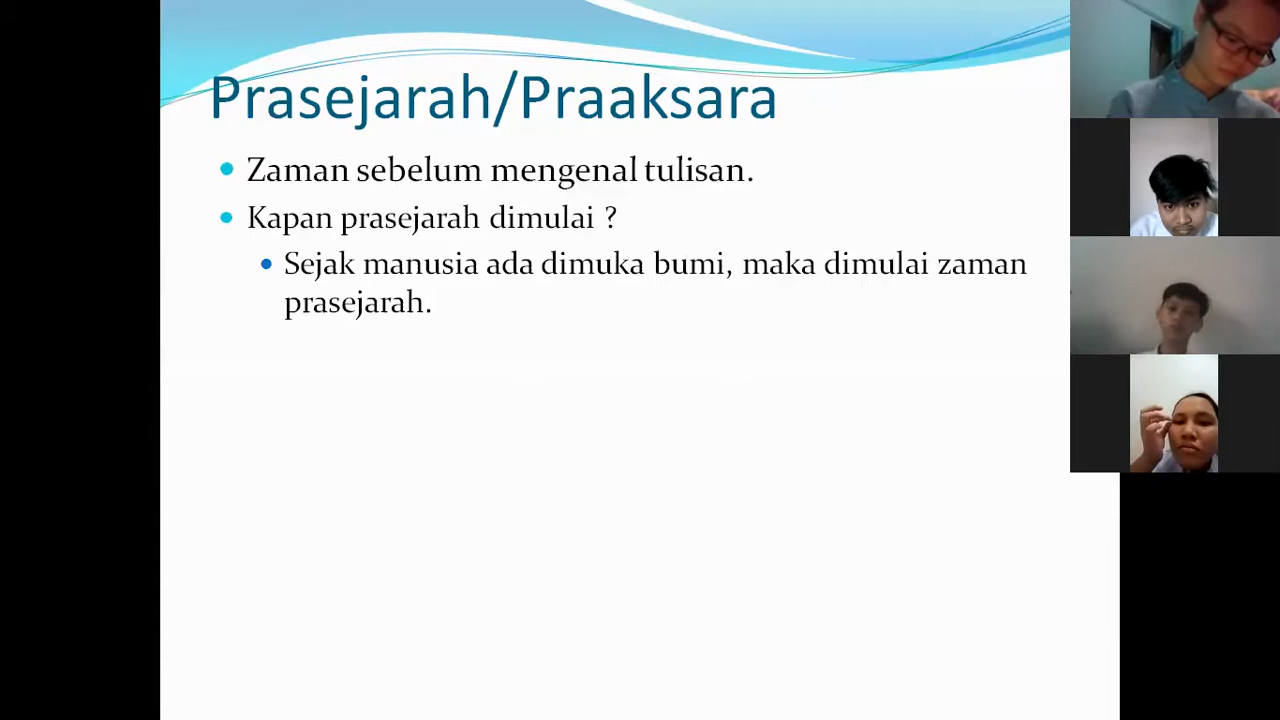 Prasejarah/Praaksara
Zaman sebelum mengenal tulisan.
Kapan prasejarah dimulai ?
Sejak manusia ada dimuka bumi, maka dimulai zaman
prasejarah.